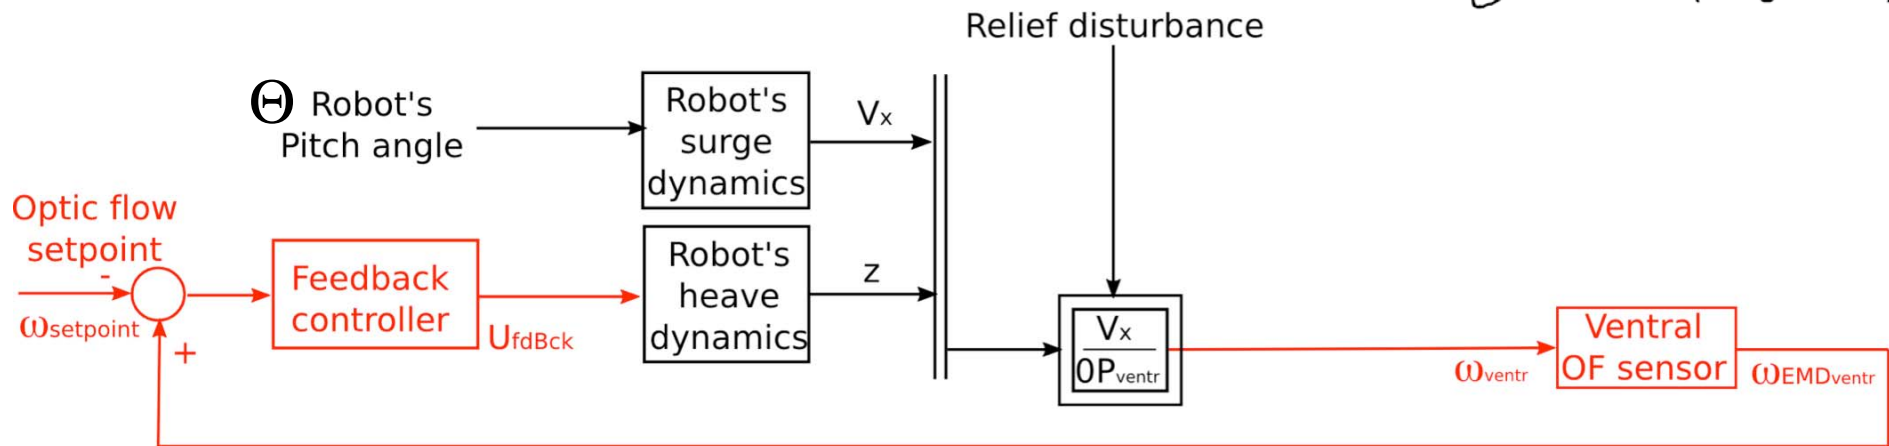 Relief disturbance
Θ Robot's
Pitch angle
Robot's
surge
dynamics
Vx
Optic flow
setpoint
-
ωsetpoint
+
Feedback
controller
UfdBck
Robot's
heave
dynamics
z
Vx
0Pventr
ωventr
Ventral
OF sensor
ωEMDventr